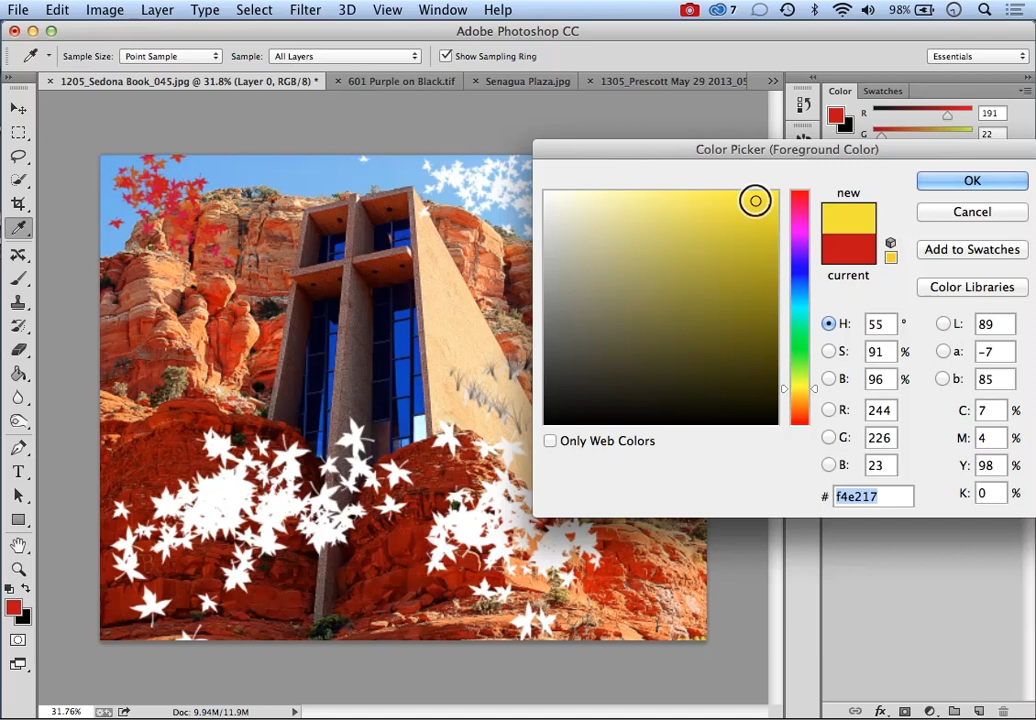 File Edit Image Layer Type Select Filter 3D View Window Help 7 98%
Adobe Photoshop CC
Sample Size: Point Sample Sample: All Layers Show Sampling Ring Essentials
1205_Sedona Book_045.jpg @ 31.8% (Layer 0, RGB/8) * 601 Purple on Black.tif Senagua Plaza.jpg 1305_Prescott May 29 2013_05
Color Swatches
R 191
G 22
Color Picker (Foreground Color)
new
current
OK
Cancel
Add to Swatches
Color Libraries
H: 55 ° L: 89
S: 91 % a: -7
B: 96 % b: 85
R: 244 C: 7 %
G: 226 M: 4 %
B: 23 Y: 98 %
# f4e217 K: 0 %
Only Web Colors
T
31.76% Doc: 9.94M/11.9M
fx